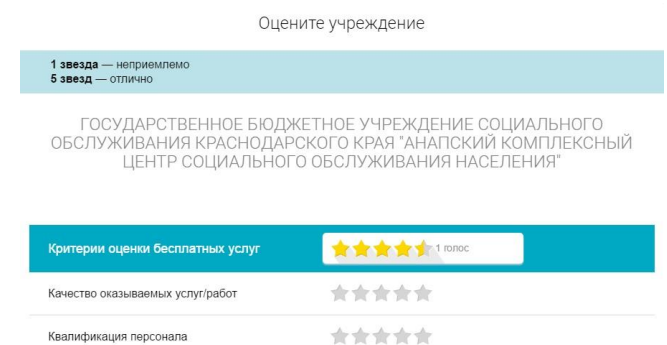 Оцените учреждение
1 звезда — неприемлемо
5 звезд — отлично
ГОСУДАРСТВЕННОЕ БЮДЖЕТНОЕ УЧРЕЖДЕНИЕ СОЦИАЛЬНОГО
ОБСЛУЖИВАНИЯ КРАСНОДАРСКОГО КРАЯ "АНАПСКИЙ КОМПЛЕКСНЫЙ
ЦЕНТР СОЦИАЛЬНОГО ОБСЛУЖИВАНИЯ НАСЕЛЕНИЯ"
Критерии оценки бесплатных услуг 1 голос
Качество оказываемых услуг/работ
Квалификация персонала